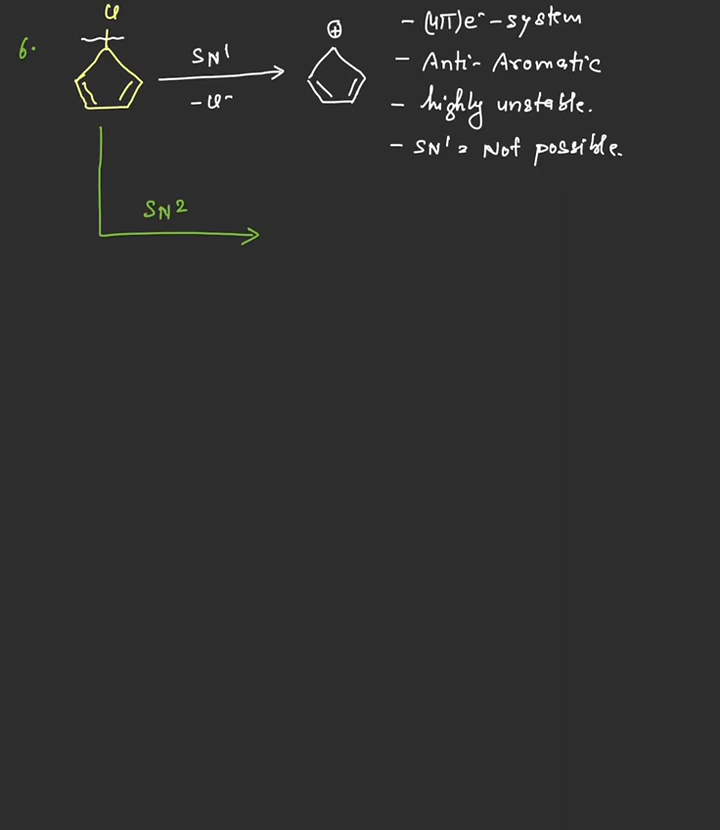 Cl
6.
SN1
-Cl-
⊕
- (4π)e⁻-system
- Anti-Aromatic
- highly unstable.
- SN1 = Not possible.
SN2